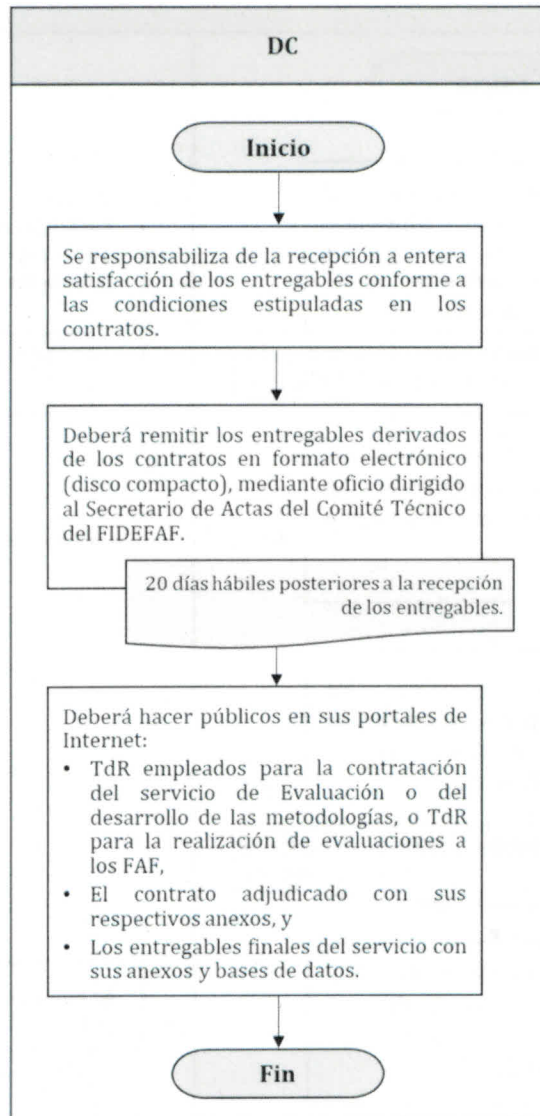 DC
Inicio
Se responsabiliza de la recepción a entera
satisfacción de los entregables conforme a
las condiciones estipuladas en los
contratos.
Deberá remitir los entregables derivados
de los contratos en formato electrónico
(disco compacto), mediante oficio dirigido
al Secretario de Actas del Comité Técnico
del FIDEFAF.
20 días hábiles posteriores a la recepción
de los entregables.
Deberá hacer públicos en sus portales de
Internet:
• TdR empleados para la contratación
del servicio de Evaluación o del
desarrollo de las metodologías, o TdR
para la realización de evaluaciones a
los FAF,
• El contrato adjudicado con sus
respectivos anexos, y
• Los entregables finales del servicio con
sus anexos y bases de datos.
Fin